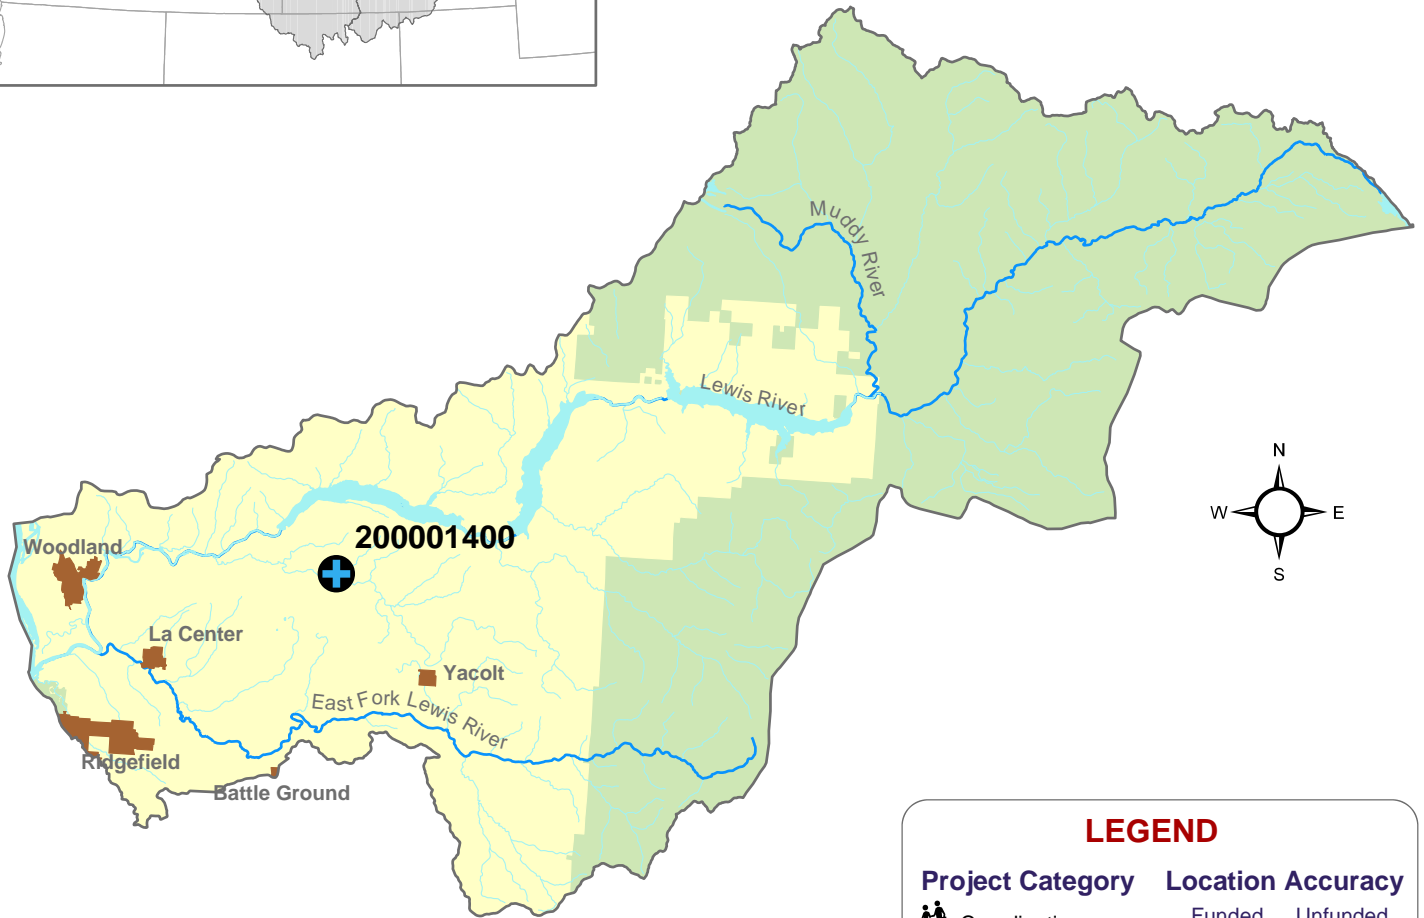 Muddy River
Lewis River
N
W E
S
200001400
Woodland
La Center
Yacolt
East Fork Lewis River
Ridgefield
Battle Ground
LEGEND
Project Category Location Accuracy
Funded Unfunded